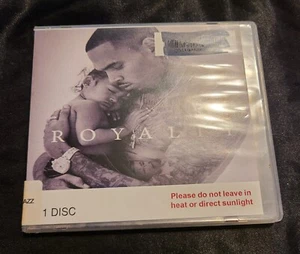 ROYALTY
AZZ
1 DISC
Please do not leave in
heat or direct sunlight